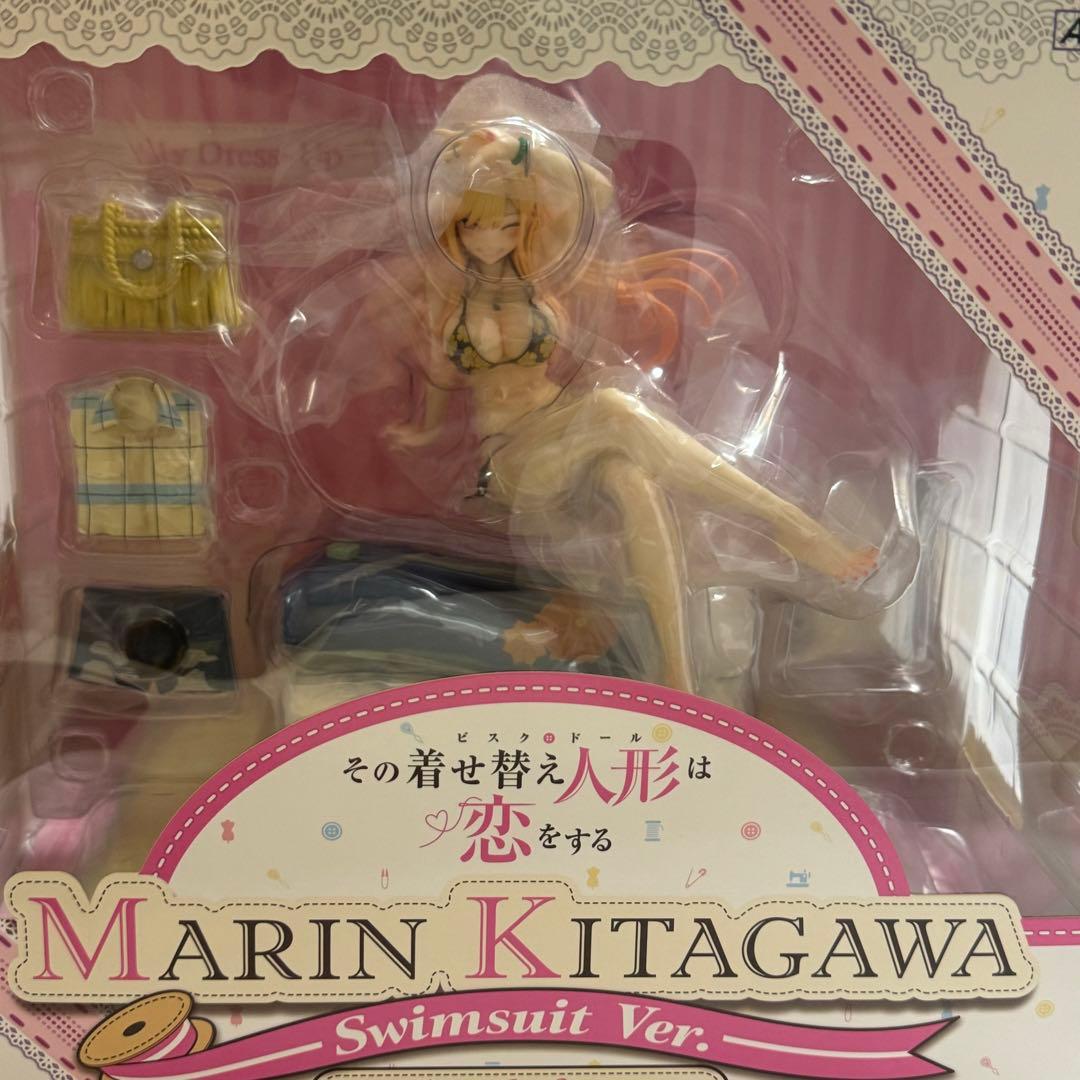 My Dress-Up
ビスク・ドール
その着せ替え人形は
恋をする
MARIN KITAGAWA
Swimsuit Ver.